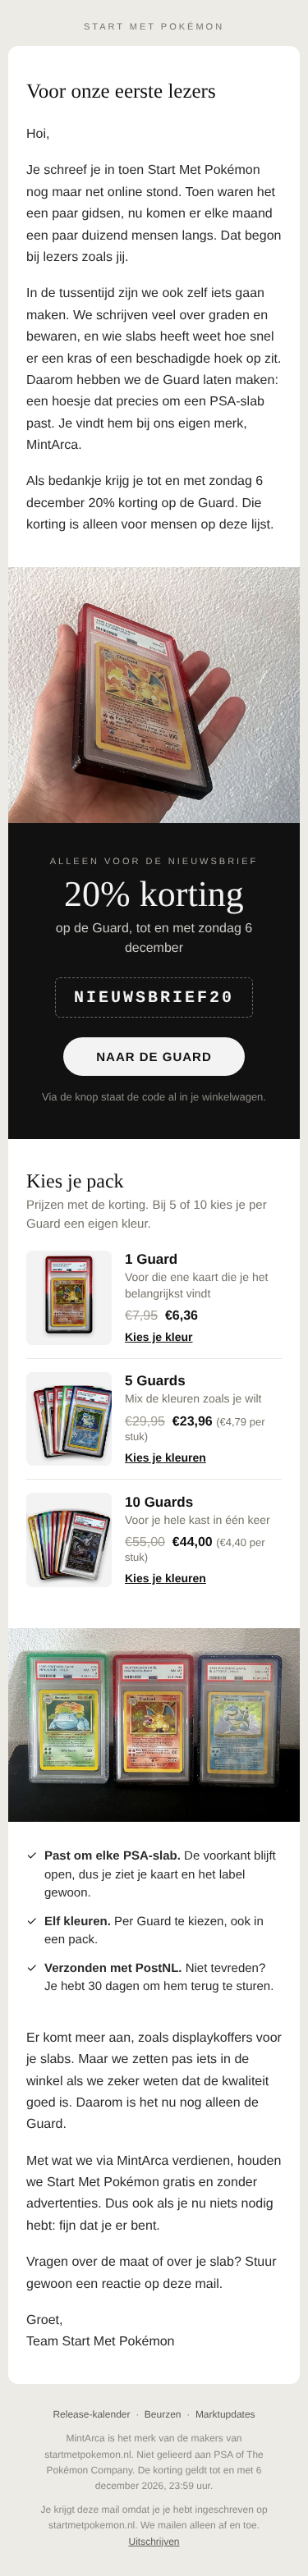 START MET POKÉMON
Voor onze eerste lezers
Hoi,
Je schreef je in toen Start Met Pokémon
nog maar net online stond. Toen waren het
een paar gidsen, nu komen er elke maand
een paar duizend mensen langs. Dat begon
bij lezers zoals jij.
In de tussentijd zijn we ook zelf iets gaan
maken. We schrijven veel over graden en
bewaren, en wie slabs heeft weet hoe snel
er een kras of een beschadigde hoek op zit.
Daarom hebben we de Guard laten maken:
een hoesje dat precies om een PSA-slab
past. Je vindt hem bij ons eigen merk,
MintArca.
Als bedankje krijg je tot en met zondag 6
december 20% korting op de Guard. Die
korting is alleen voor mensen op deze lijst.
ALLEEN VOOR DE NIEUWSBRIEF
20% korting
op de Guard, tot en met zondag 6
december
NIEUWSBRIEF20
NAAR DE GUARD
Via de knop staat de code al in je winkelwagen.
Kies je pack
Prijzen met de korting. Bij 5 of 10 kies je per
Guard een eigen kleur.
1 Guard
Voor die ene kaart die je het
belangrijkst vindt
€7,95 €6,36
Kies je kleur
5 Guards
Mix de kleuren zoals je wilt
€29,95 €23,96 (€4,79 per
stuk)
Kies je kleuren
10 Guards
Voor je hele kast in één keer
€55,00 €44,00 (€4,40 per
stuk)
Kies je kleuren
✓ Past om elke PSA-slab. De voorkant blijft
open, dus je ziet je kaart en het label
gewoon.
✓ Elf kleuren. Per Guard te kiezen, ook in
een pack.
✓ Verzonden met PostNL. Niet tevreden?
Je hebt 30 dagen om hem terug te sturen.
Er komt meer aan, zoals displaykoffers voor
je slabs. Maar we zetten pas iets in de
winkel als we zeker weten dat de kwaliteit
goed is. Daarom is het nu nog alleen de
Guard.
Met wat we via MintArca verdienen, houden
we Start Met Pokémon gratis en zonder
advertenties. Dus ook als je nu niets nodig
hebt: fijn dat je er bent.
Vragen over de maat of over je slab? Stuur
gewoon een reactie op deze mail.
Groet,
Team Start Met Pokémon
Release-kalender · Beurzen · Marktupdates
MintArca is het merk van de makers van
startmetpokemon.nl. Niet gelieerd aan PSA of The
Pokémon Company. De korting geldt tot en met 6
december 2026, 23:59 uur.
Je krijgt deze mail omdat je je hebt ingeschreven op
startmetpokemon.nl. We mailen alleen af en toe.
Uitschrijven